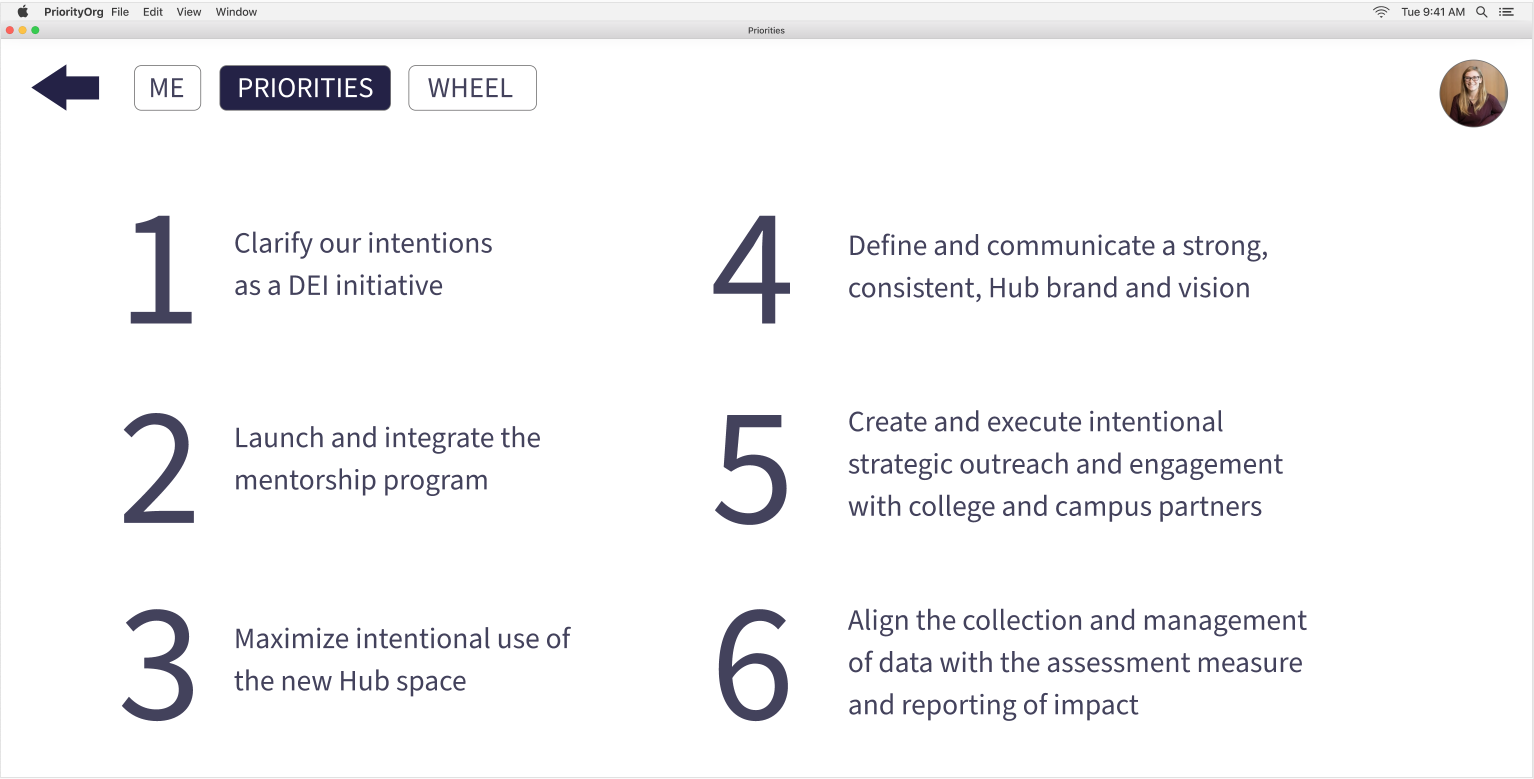 PriorityOrg File Edit View Window Tue 9:41 AM
Priorities
ME PRIORITIES WHEEL
1
Clarify our intentions
as a DEI initiative
2
Launch and integrate the
mentorship program
3
Maximize intentional use of
the new Hub space
4
Define and communicate a strong,
consistent, Hub brand and vision
5
Create and execute intentional
strategic outreach and engagement
with college and campus partners
6
Align the collection and management
of data with the assessment measure
and reporting of impact